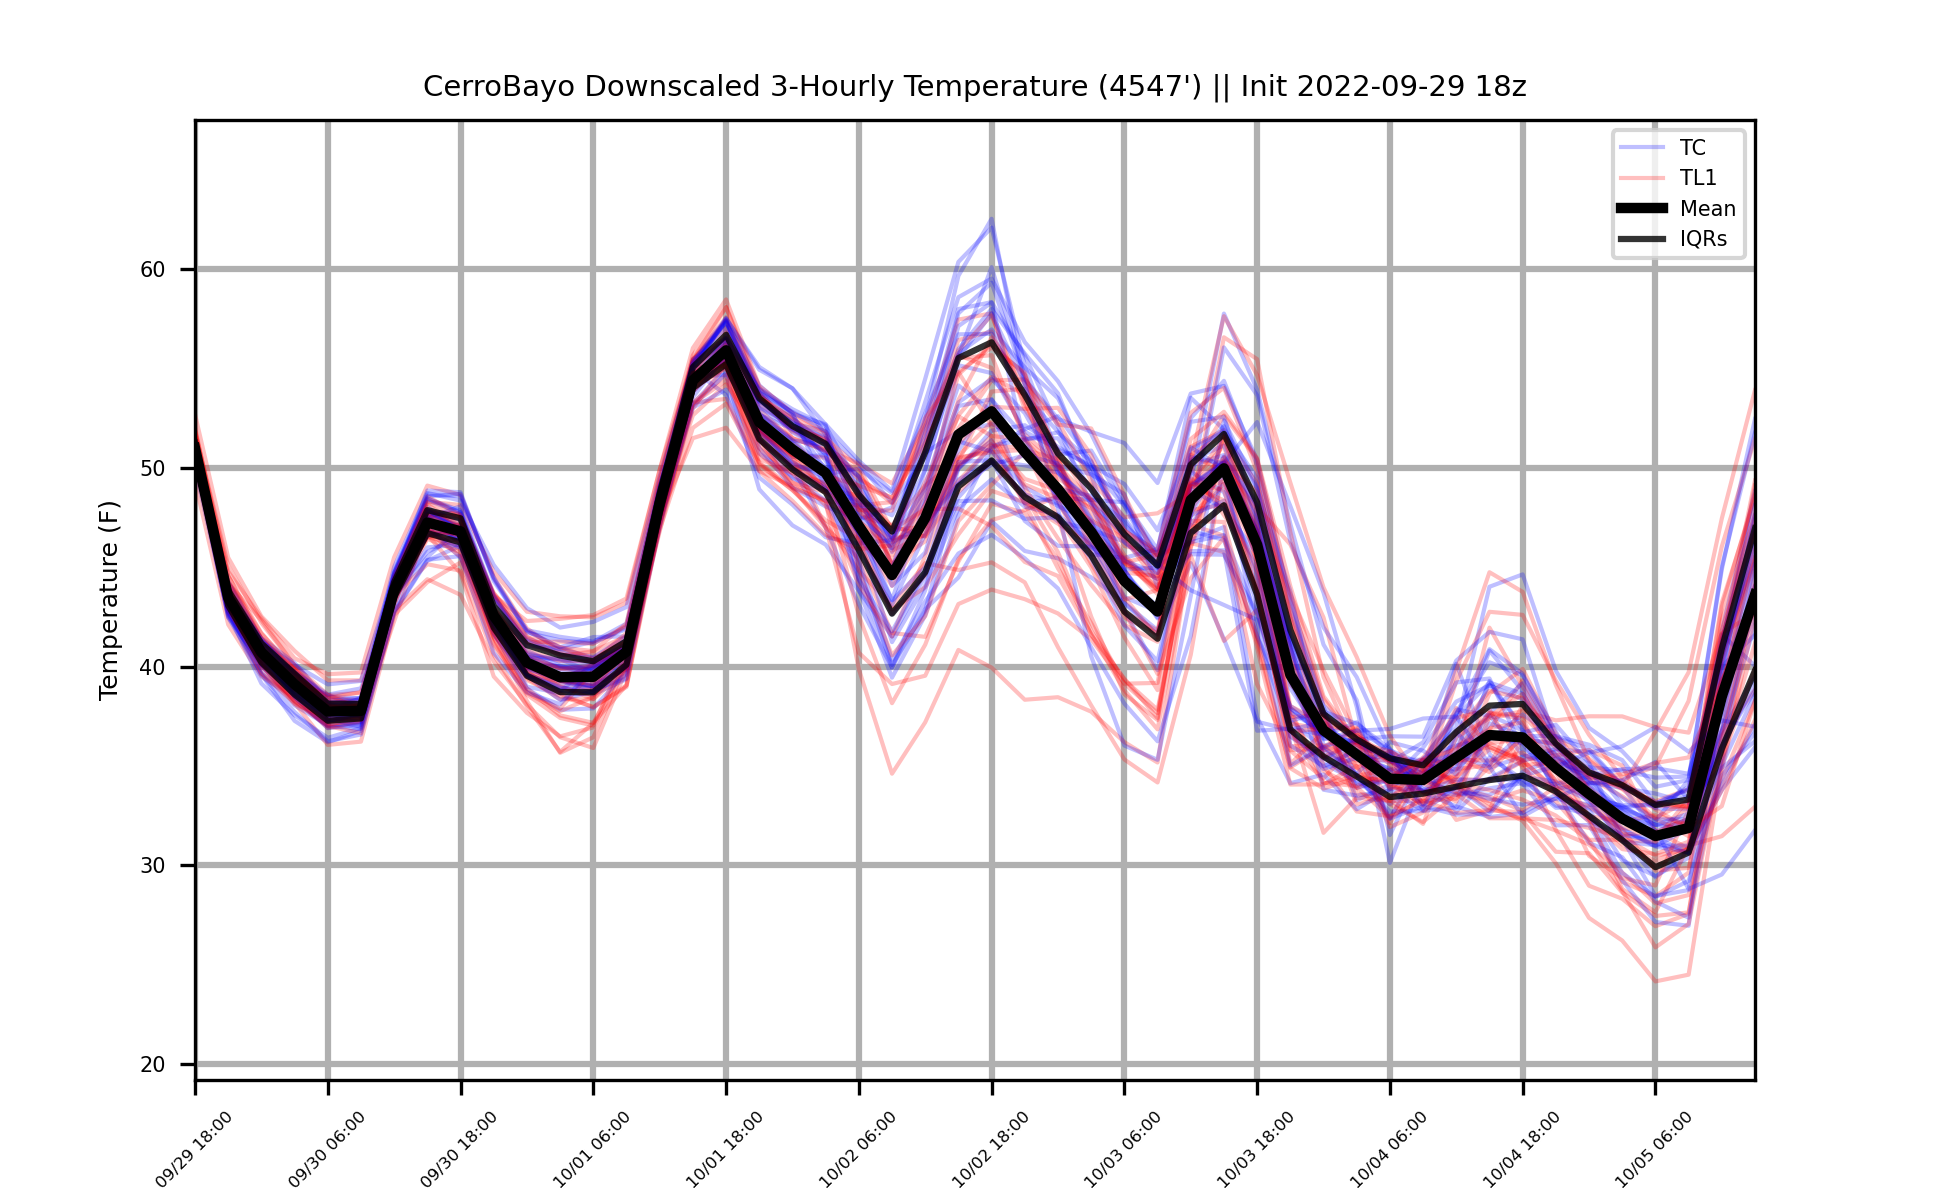 CerroBayo Downscaled 3-Hourly Temperature (4547') || Init 2022-09-29 18z
TC
TL1
Mean
IQRs
Temperature (F)
60
50
40
30
20
09/29 18:00
09/30 06:00
09/30 18:00
10/01 06:00
10/01 18:00
10/02 06:00
10/02 18:00
10/03 06:00
10/03 18:00
10/04 06:00
10/04 18:00
10/05 06:00